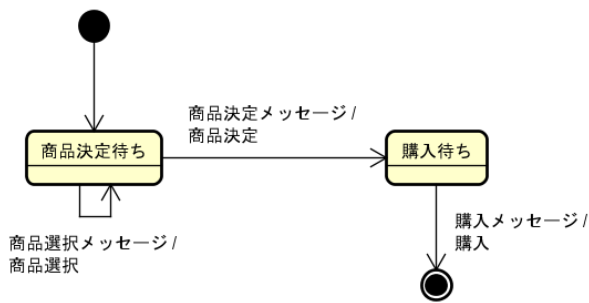 商品決定メッセージ /
商品決定
商品決定待ち
購入待ち
商品選択メッセージ /
商品選択
購入メッセージ /
購入